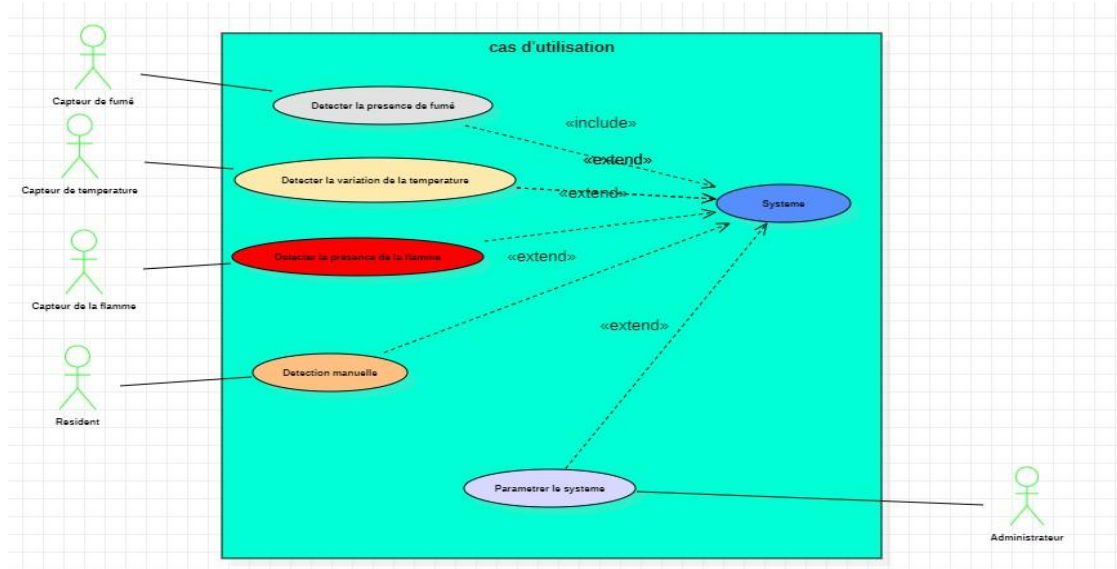 cas d'utilisation
Capteur de fumé
Detecter la presence de fumé
«include»
«extend»
Capteur de temperature
Detecter la variation de la temperature
«extend»
Systeme
Capteur de la flamme
Detecter la presence de la flamme
«extend»
«extend»
Resident
Detection manuelle
Parametrer le systeme
Administrateur